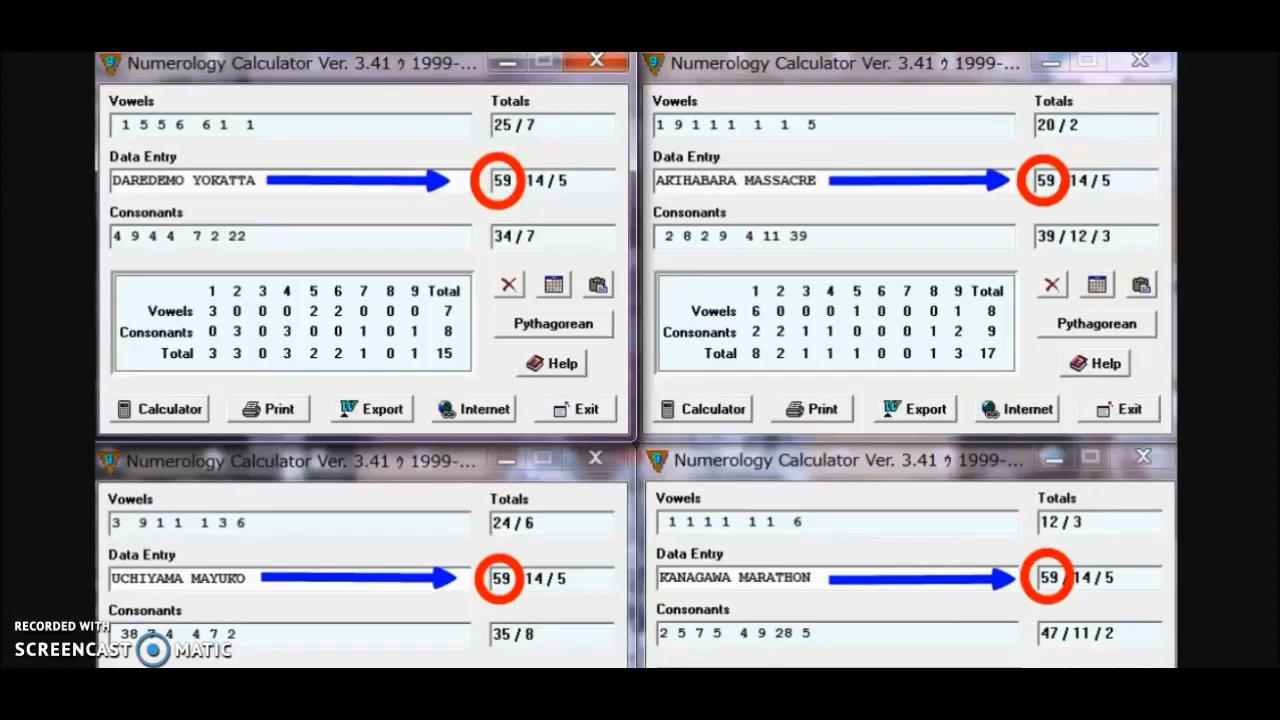 Numerology Calculator Ver. 3.41 ｩ 1999-...
Vowels Totals
1 5 5 6 6 1 1 25 / 7
Data Entry
DAREDEMO YOKATTA 59 14 / 5
Consonants
4 9 4 4 7 2 22 34 / 7
1 2 3 4 5 6 7 8 9 Total
Vowels 3 0 0 0 2 2 0 0 0 7
Consonants 0 3 0 3 0 0 1 0 1 8
Total 3 3 0 3 2 2 1 0 1 15
Pythagorean
Help
Calculator Print Export Internet Exit
Numerology Calculator Ver. 3.41 ｩ 1999-...
Vowels Totals
1 9 1 1 1 1 1 5 20 / 2
Data Entry
AKIHABARA MASSACRE 59 14 / 5
Consonants
2 8 2 9 4 11 39 39 / 12 / 3
1 2 3 4 5 6 7 8 9 Total
Vowels 6 0 0 0 1 0 0 0 1 8
Consonants 2 2 1 1 0 0 0 1 2 9
Total 8 2 1 1 1 0 0 1 3 17
Pythagorean
Help
Calculator Print Export Internet Exit
Numerology Calculator Ver. 3.41 ｩ 1999-...
Vowels Totals
3 9 1 1 1 3 6 24 / 6
Data Entry
UCHIYAMA MAYUKO 59 14 / 5
Consonants
38 7 4 4 7 2 35 / 8
Numerology Calculator Ver. 3.41 ｩ 1999-...
Vowels Totals
1 1 1 1 1 1 6 12 / 3
Data Entry
KANAGAWA MARATHON 59 / 14 / 5
Consonants
2 5 7 5 4 9 28 5 47 / 11 / 2
RECORDED WITH
SCREENCAST MATIC